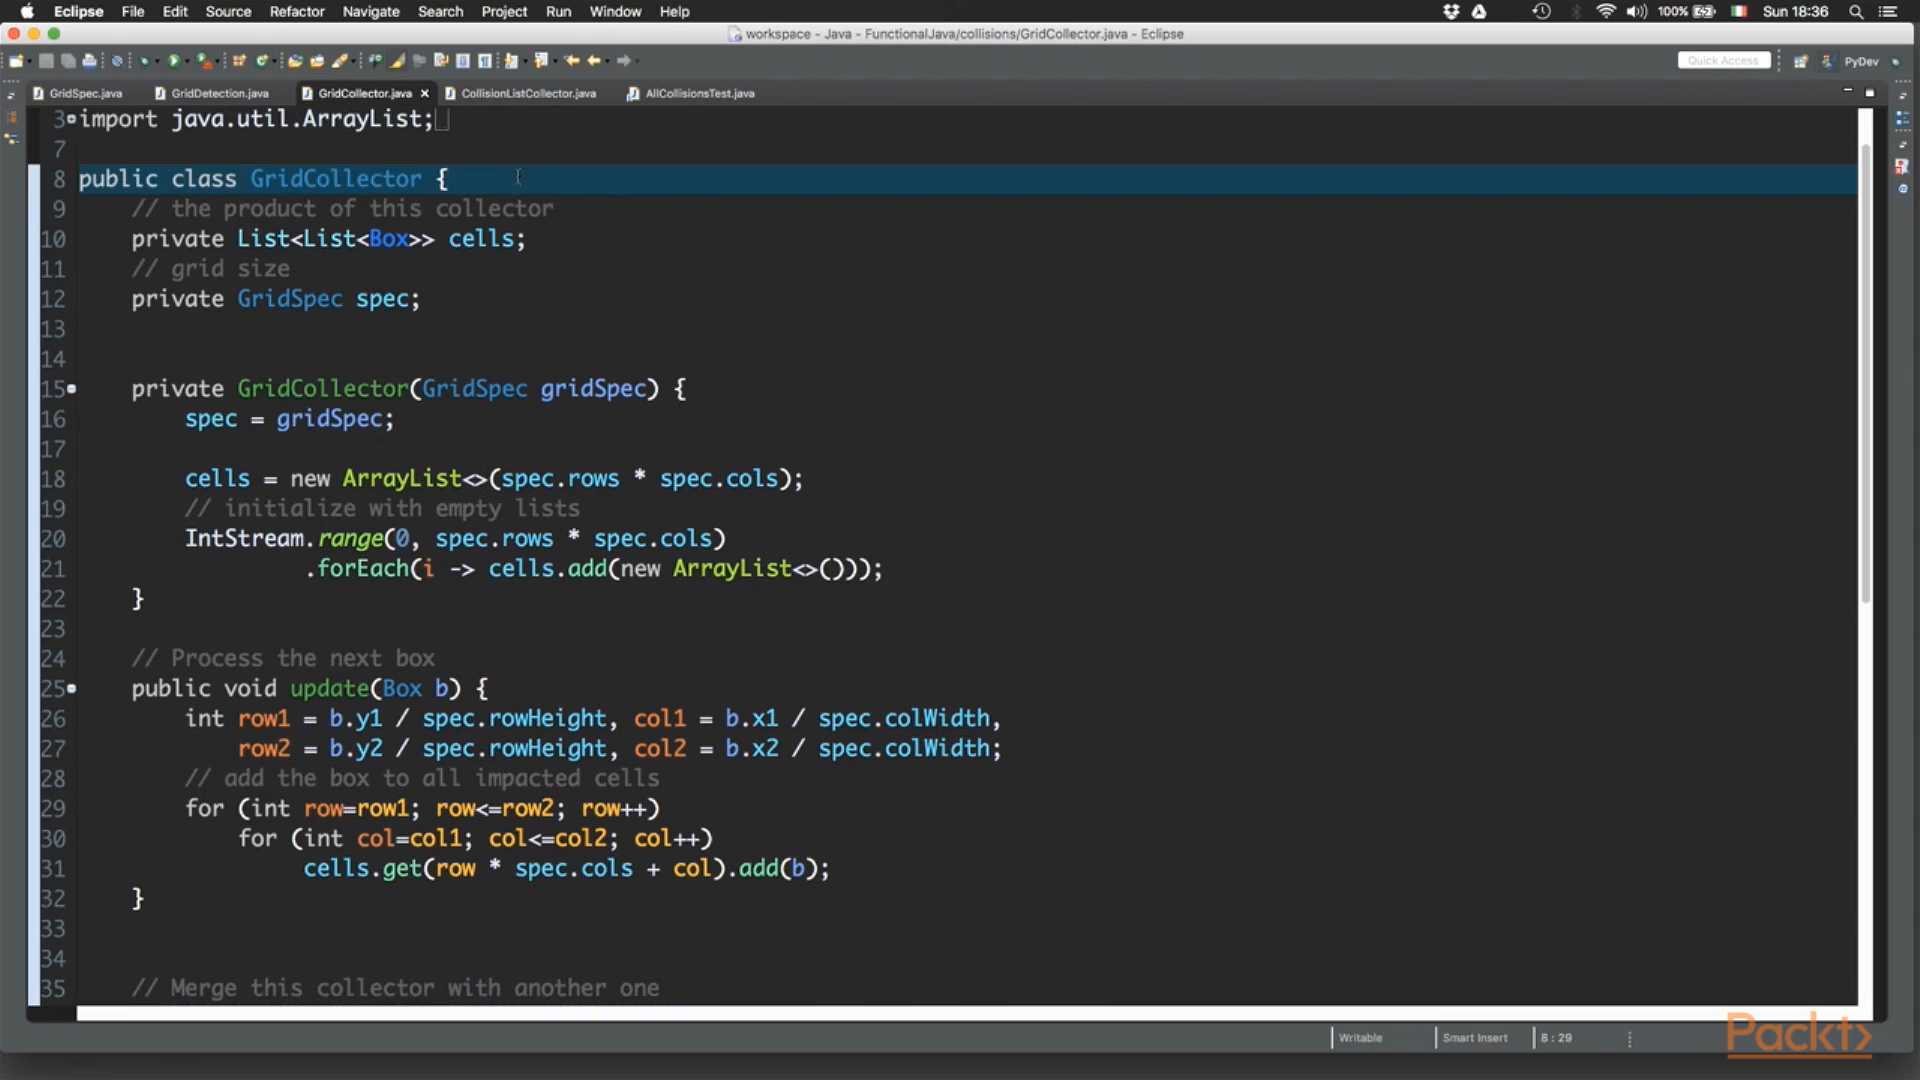 Eclipse File Edit Source Refactor Navigate Search Project Run Window Help 100% Sun 18:36
workspace - Java - FunctionalJava/collisions/GridCollector.java - Eclipse
Quick Access PyDev
GridSpec.java GridDetection.java GridCollector.java CollisionListCollector.java AllCollisionsTest.java
3 import java.util.ArrayList;
7
8 public class GridCollector {
9 // the product of this collector
10 private List<List<Box>> cells;
11 // grid size
12 private GridSpec spec;
13
14
15 private GridCollector(GridSpec gridSpec) {
16 spec = gridSpec;
17
18 cells = new ArrayList<>(spec.rows * spec.cols);
19 // initialize with empty lists
20 IntStream.range(0, spec.rows * spec.cols)
21 .forEach(i -> cells.add(new ArrayList<>()));
22 }
23
24 // Process the next box
25 public void update(Box b) {
26 int row1 = b.y1 / spec.rowHeight, col1 = b.x1 / spec.colWidth,
27 row2 = b.y2 / spec.rowHeight, col2 = b.x2 / spec.colWidth;
28 // add the box to all impacted cells
29 for (int row=row1; row<=row2; row++)
30 for (int col=col1; col<=col2; col++)
31 cells.get(row * spec.cols + col).add(b);
32 }
33
34
35 // Merge this collector with another one
Writable Smart Insert 8 : 29
Packt>